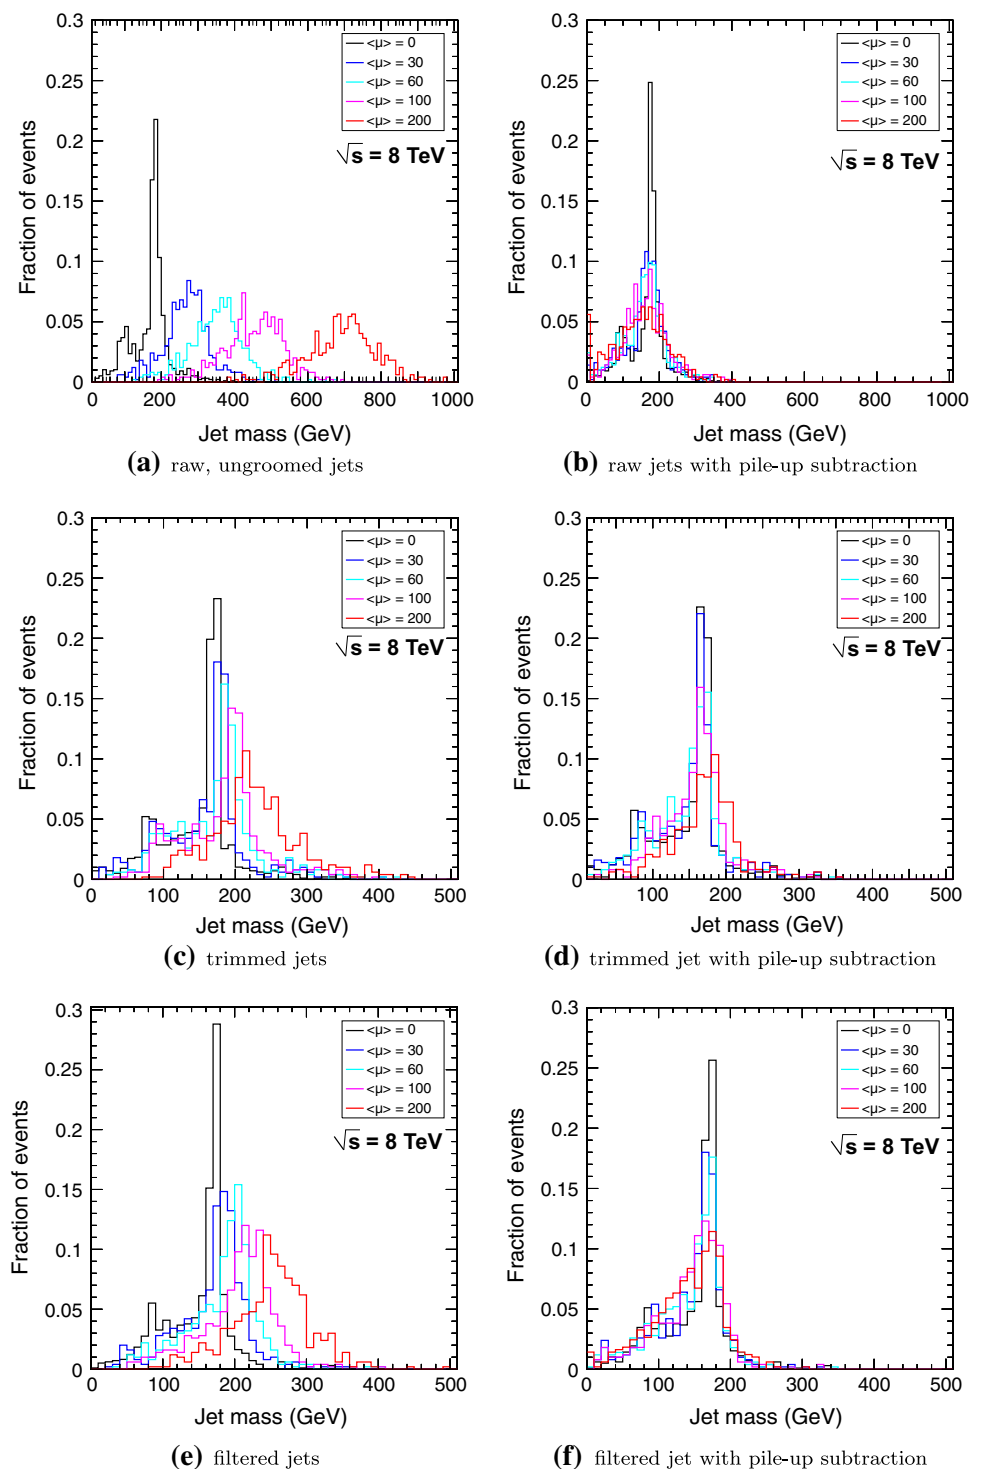 0.3
0.25
0.2
0.15
0.1
0.05
0
Fraction of events
<μ> = 0
<μ> = 30
<μ> = 60
<μ> = 100
<μ> = 200
√s = 8 TeV
0 200 400 600 800 1000
Jet mass (GeV)
(a) raw, ungroomed jets
0.3
0.25
0.2
0.15
0.1
0.05
0
Fraction of events
<μ> = 0
<μ> = 30
<μ> = 60
<μ> = 100
<μ> = 200
√s = 8 TeV
0 200 400 600 800 1000
Jet mass (GeV)
(b) raw jets with pile-up subtraction
0.3
0.25
0.2
0.15
0.1
0.05
0
Fraction of events
<μ> = 0
<μ> = 30
<μ> = 60
<μ> = 100
<μ> = 200
√s = 8 TeV
0 100 200 300 400 500
Jet mass (GeV)
(c) trimmed jets
0.3
0.25
0.2
0.15
0.1
0.05
0
Fraction of events
<μ> = 0
<μ> = 30
<μ> = 60
<μ> = 100
<μ> = 200
√s = 8 TeV
100 200 300 400 500
Jet mass (GeV)
(d) trimmed jet with pile-up subtraction
0.3
0.25
0.2
0.15
0.1
0.05
0
Fraction of events
<μ> = 0
<μ> = 30
<μ> = 60
<μ> = 100
<μ> = 200
√s = 8 TeV
0 100 200 300 400 500
Jet mass (GeV)
(e) filtered jets
0.3
0.25
0.2
0.15
0.1
0.05
0
Fraction of events
<μ> = 0
<μ> = 30
<μ> = 60
<μ> = 100
<μ> = 200
√s = 8 TeV
0 100 200 300 400 500
Jet mass (GeV)
(f) filtered jet with pile-up subtraction